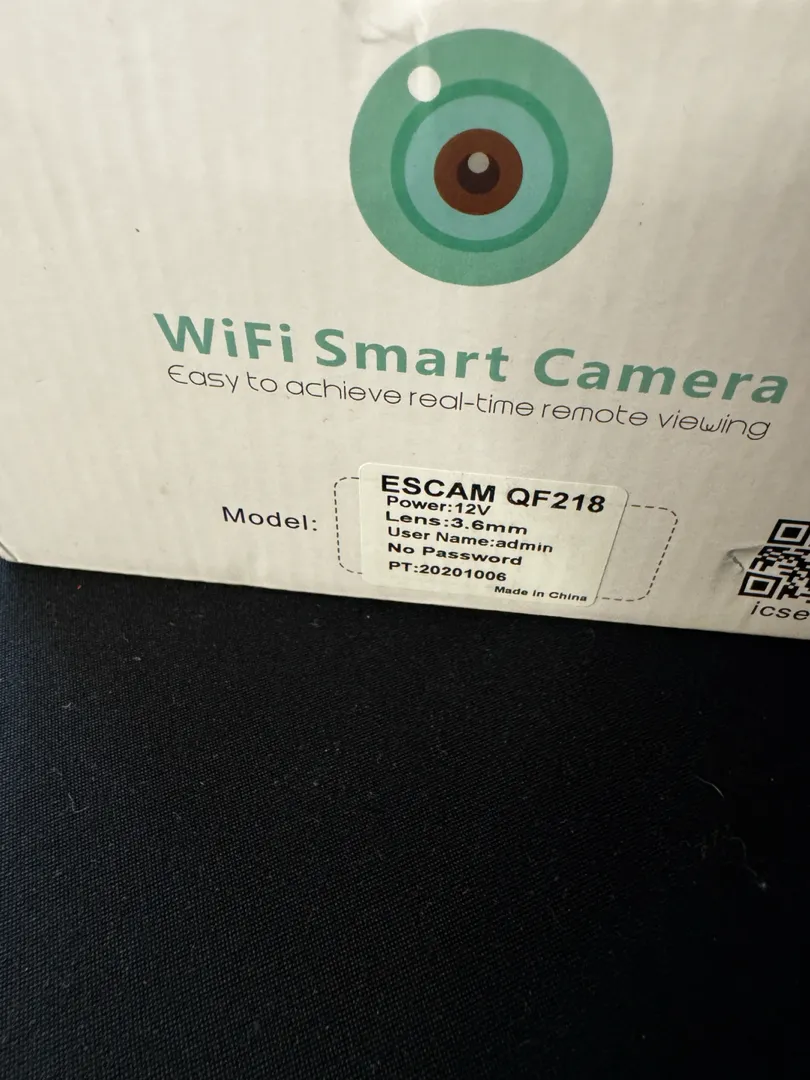 WiFi Smart Camera
Easy to achieve real-time remote viewing
Model:
ESCAM QF218
Power:12V
Lens:3.6mm
User Name:admin
No Password
PT:20201006
Made in China
icse